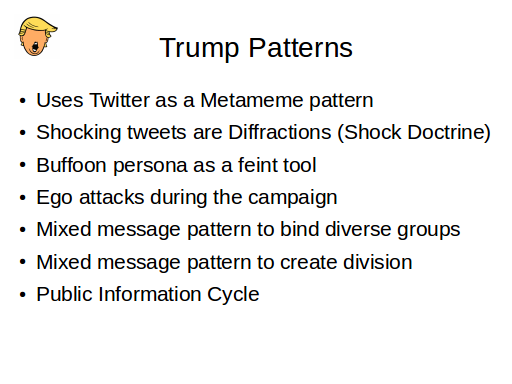 Trump Patterns
• Uses Twitter as a Metameme pattern
• Shocking tweets are Diffractions (Shock Doctrine)
• Buffoon persona as a feint tool
• Ego attacks during the campaign
• Mixed message pattern to bind diverse groups
• Mixed message pattern to create division
• Public Information Cycle